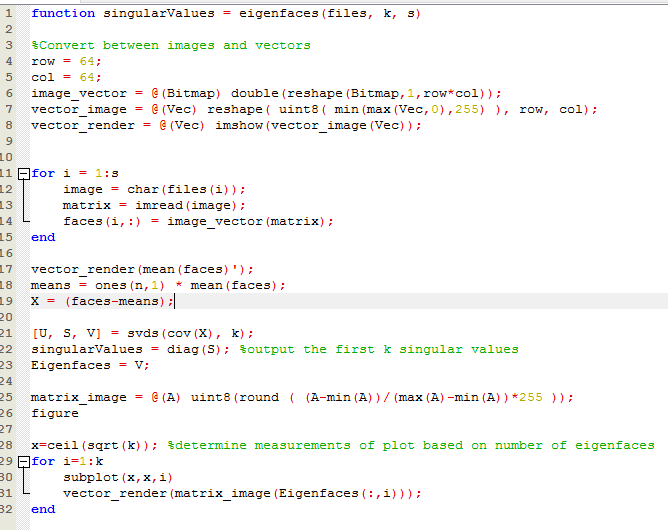 1 function singularValues = eigenfaces(files, k, s)
2
3 %Convert between images and vectors
4 row = 64;
5 col = 64;
6 image_vector = @(Bitmap) double(reshape(Bitmap,1,row*col));
7 vector_image = @(Vec) reshape( uint8( min(max(Vec,0),255) ), row, col);
8 vector_render = @(Vec) imshow(vector_image(Vec));
9
10
11 for i = 1:s
12 image = char(files(i));
13 matrix = imread(image);
14 faces(i,:) = image_vector(matrix);
15 end
16
17 vector_render(mean(faces)');
18 means = ones(n,1) * mean(faces);
19 X = (faces-means);
20
21 [U, S, V] = svds(cov(X), k);
22 singularValues = diag(S); %output the first k singular values
23 Eigenfaces = V;
24
25 matrix_image = @(A) uint8(round ( (A-min(A))/(max(A)-min(A))*255 ));
26 figure
27
28 x=ceil(sqrt(k)); %determine measurements of plot based on number of eigenfaces
29 for i=1:k
30 subplot(x,x,i)
31 vector_render(matrix_image(Eigenfaces(:,i)));
32 end